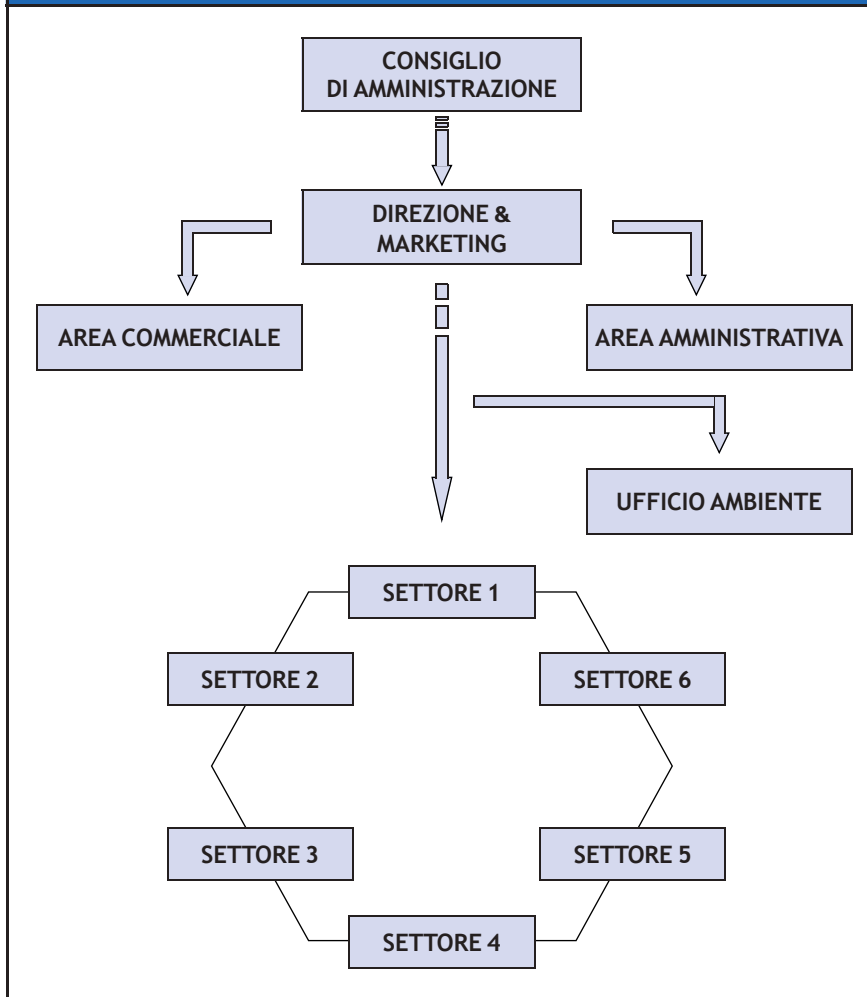 CONSIGLIO
DI AMMINISTRAZIONE
DIREZIONE &
MARKETING
AREA COMMERCIALE
AREA AMMINISTRATIVA
UFFICIO AMBIENTE
SETTORE 1
SETTORE 2
SETTORE 6
SETTORE 3
SETTORE 5
SETTORE 4